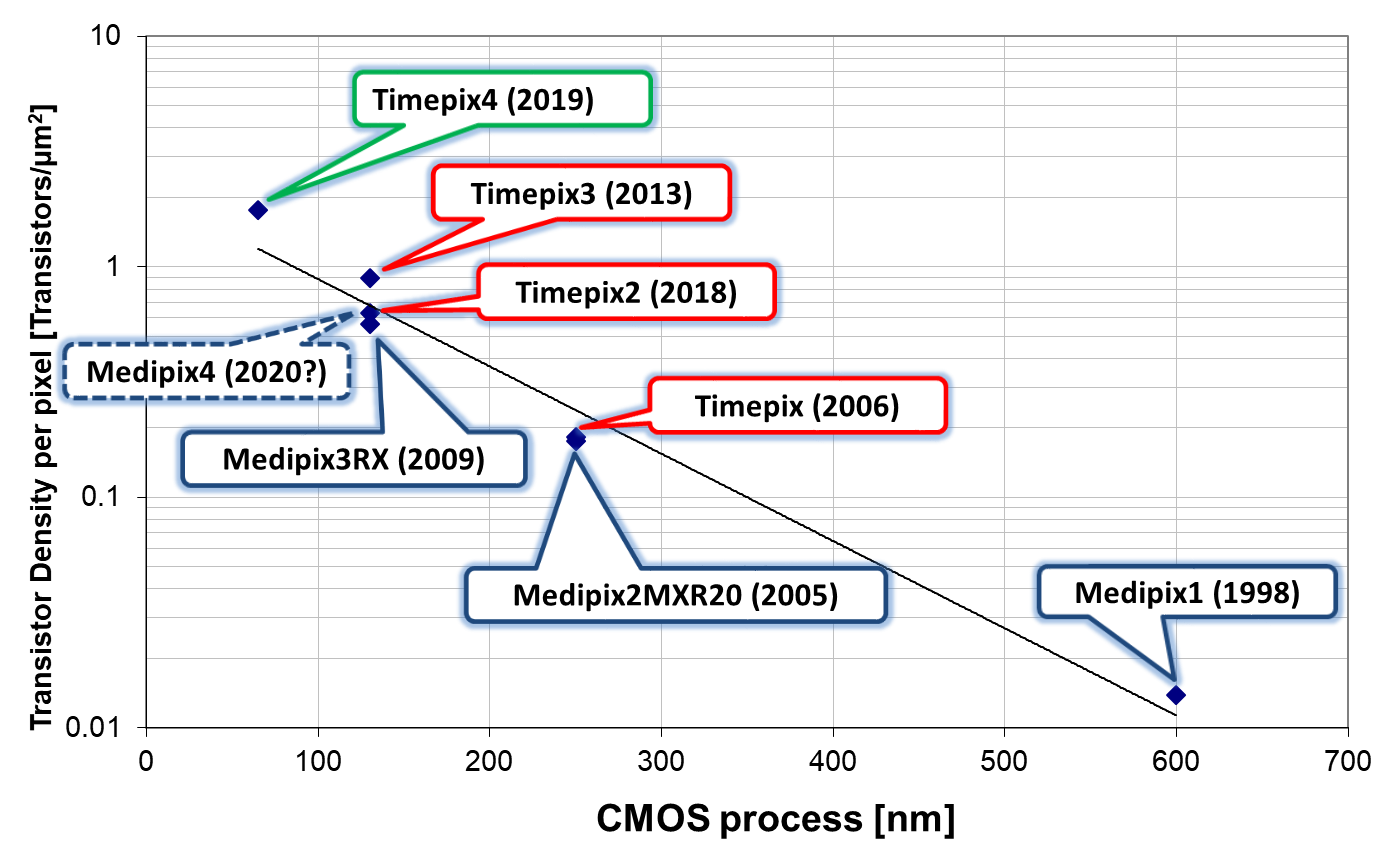 10
1
0.1
0.01
Transistor Density per pixel [Transistors/µm²]
Timepix4 (2019)
Timepix3 (2013)
Timepix2 (2018)
Medipix4 (2020?)
Timepix (2006)
Medipix3RX (2009)
Medipix2MXR20 (2005)
Medipix1 (1998)
0 100 200 300 400 500 600 700
CMOS process [nm]